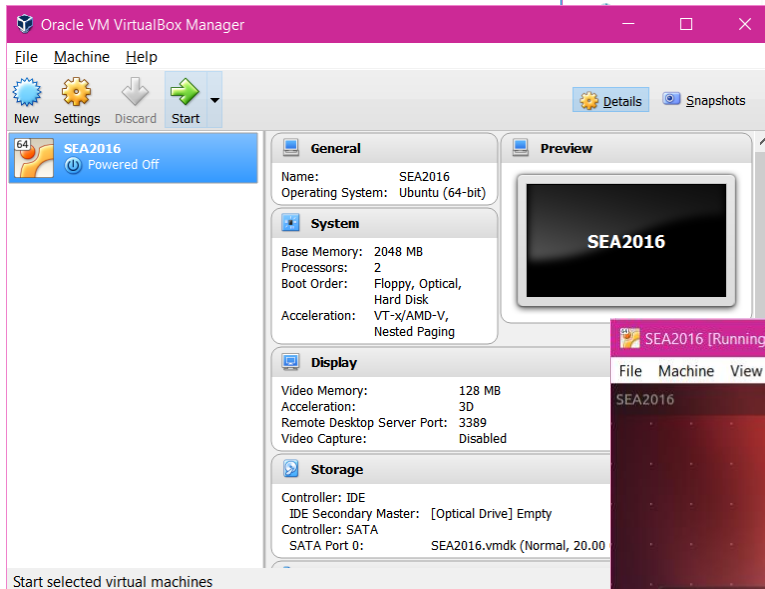 Oracle VM VirtualBox Manager
File Machine Help
New Settings Discard Start Details Snapshots
64
SEA2016
Powered Off
General
Name: SEA2016
Operating System: Ubuntu (64-bit)
Preview
SEA2016
System
Base Memory: 2048 MB
Processors: 2
Boot Order: Floppy, Optical,
Hard Disk
Acceleration: VT-x/AMD-V,
Nested Paging
Display
Video Memory: 128 MB
Acceleration: 3D
Remote Desktop Server Port: 3389
Video Capture: Disabled
Storage
Controller: IDE
IDE Secondary Master: [Optical Drive] Empty
Controller: SATA
SATA Port 0: SEA2016.vmdk (Normal, 20.00
SEA2016 [Running
File Machine View
SEA2016
Start selected virtual machines